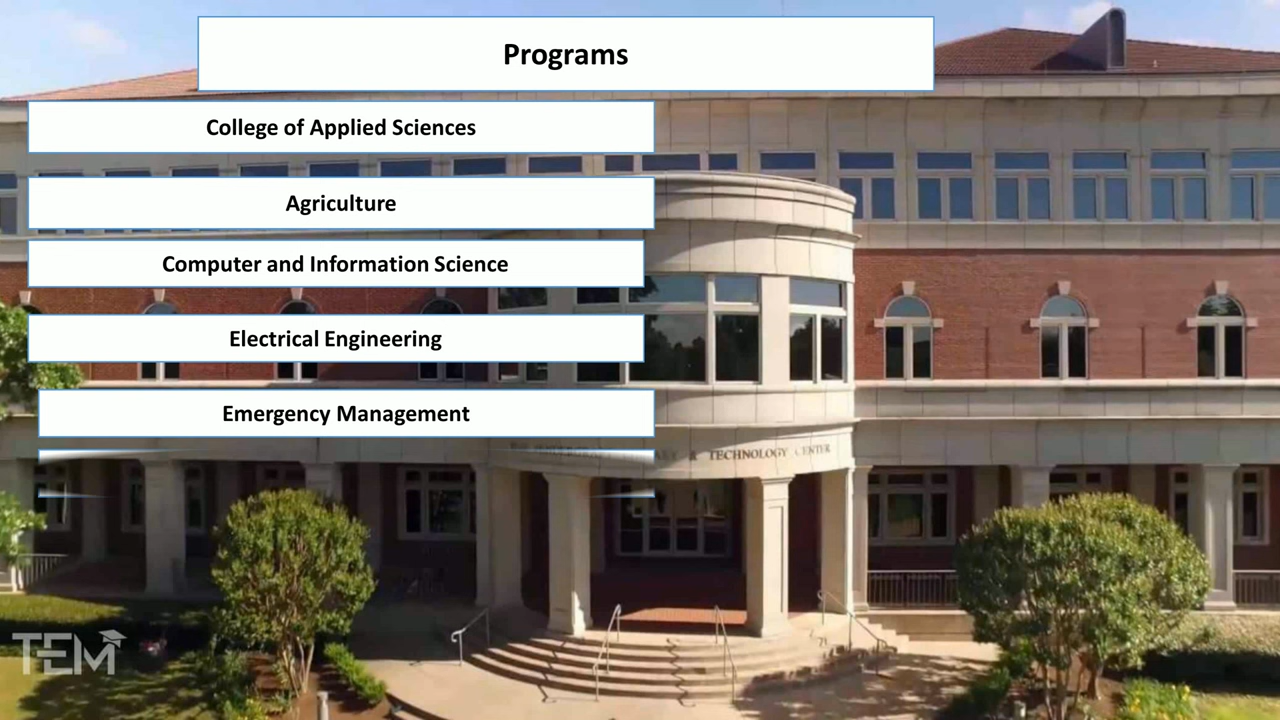 Programs
College of Applied Sciences
Agriculture
Computer and Information Science
Electrical Engineering
Emergency Management
& TECHNOLOGY CENTER
TEM